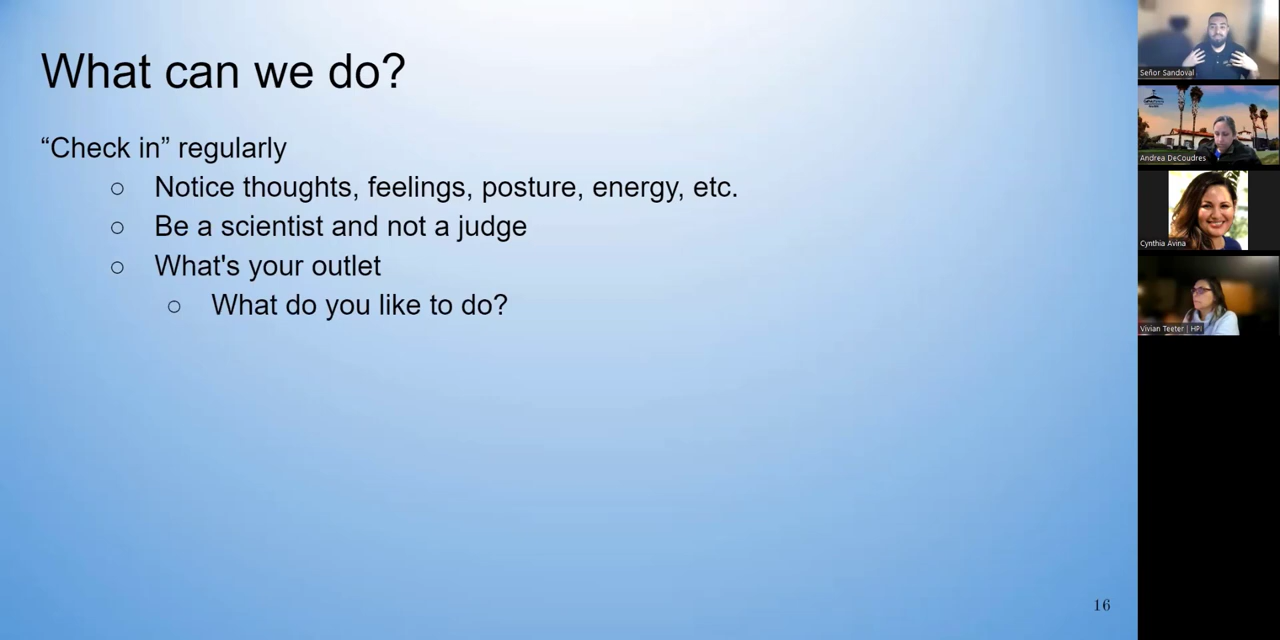 What can we do?
“Check in” regularly
○ Notice thoughts, feelings, posture, energy, etc.
○ Be a scientist and not a judge
○ What's your outlet
○ What do you like to do?
16
Señor Sandoval
Andrea DeCoudres
Cynthia Avina
Vivian Teeter | HPI